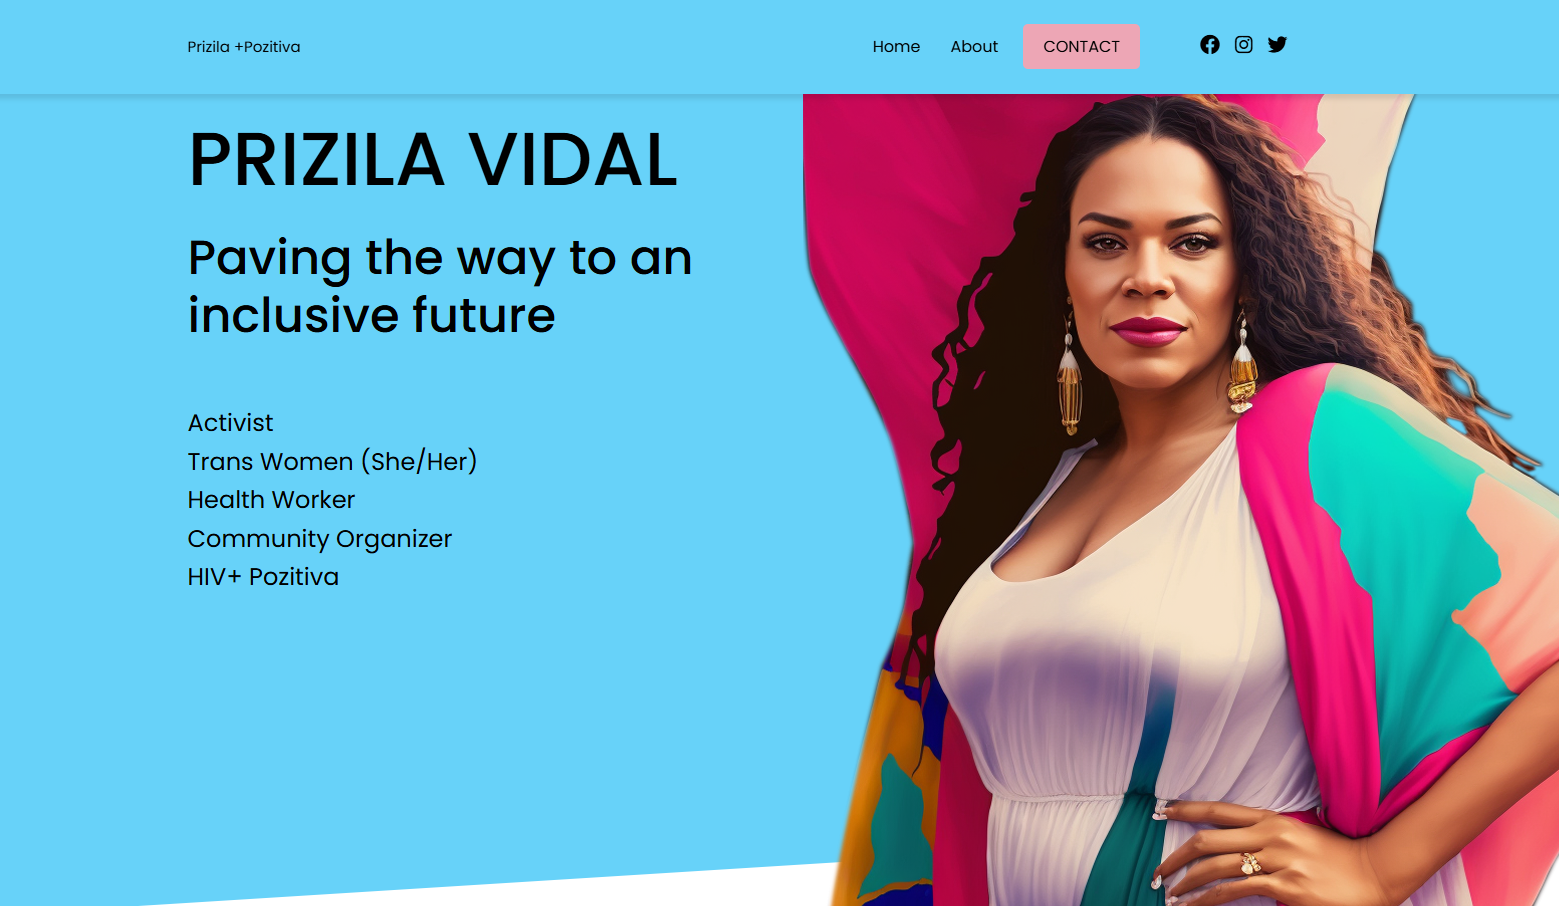 Prizila +Pozitiva
Home About CONTACT
PRIZILA VIDAL
Paving the way to an
inclusive future
Activist
Trans Women (She/Her)
Health Worker
Community Organizer
HIV+ Pozitiva